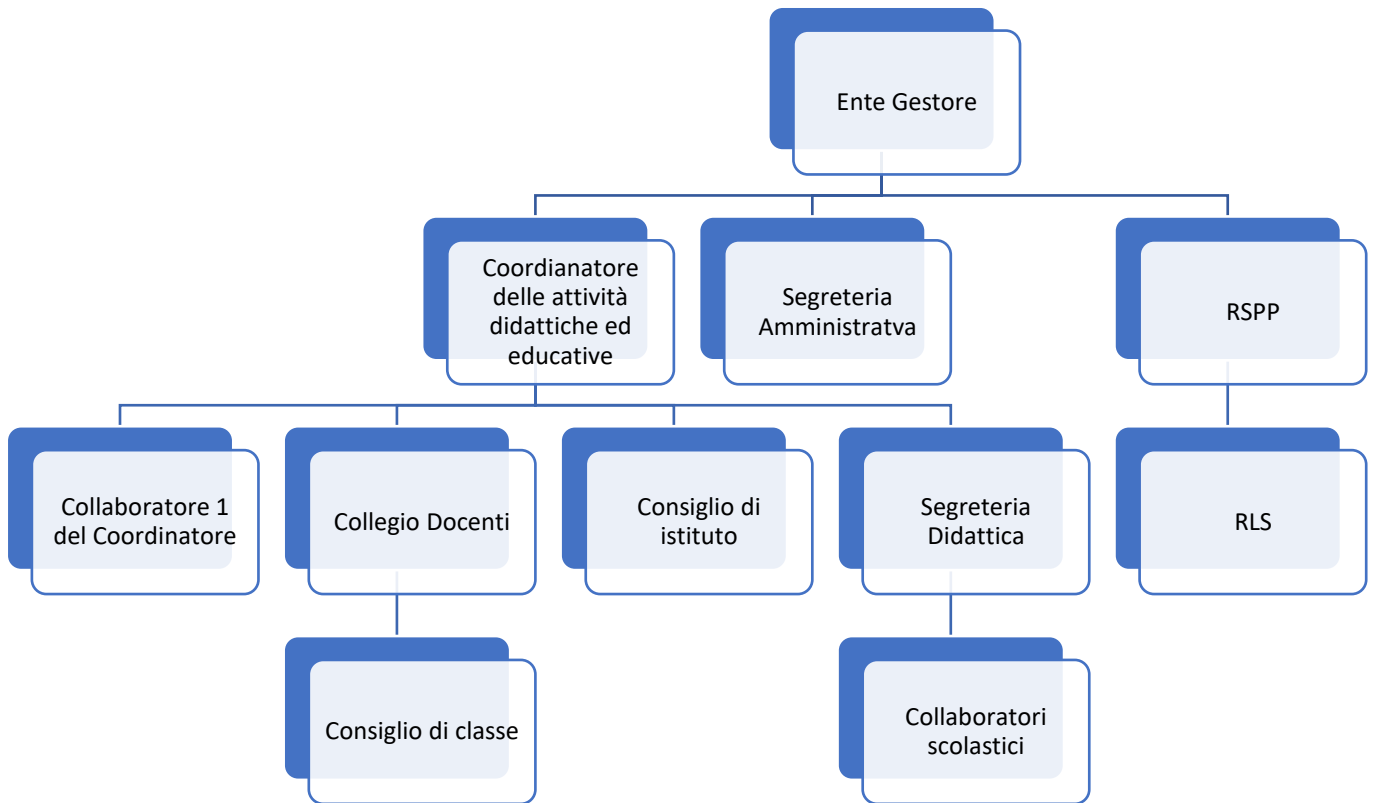 Ente Gestore
Coordianatore
delle attività
didattiche ed
educative
Segreteria
Amministratva
RSPP
Collaboratore 1
del Coordinatore
Collegio Docenti
Consiglio di
istituto
Segreteria
Didattica
RLS
Consiglio di classe
Collaboratori
scolastici